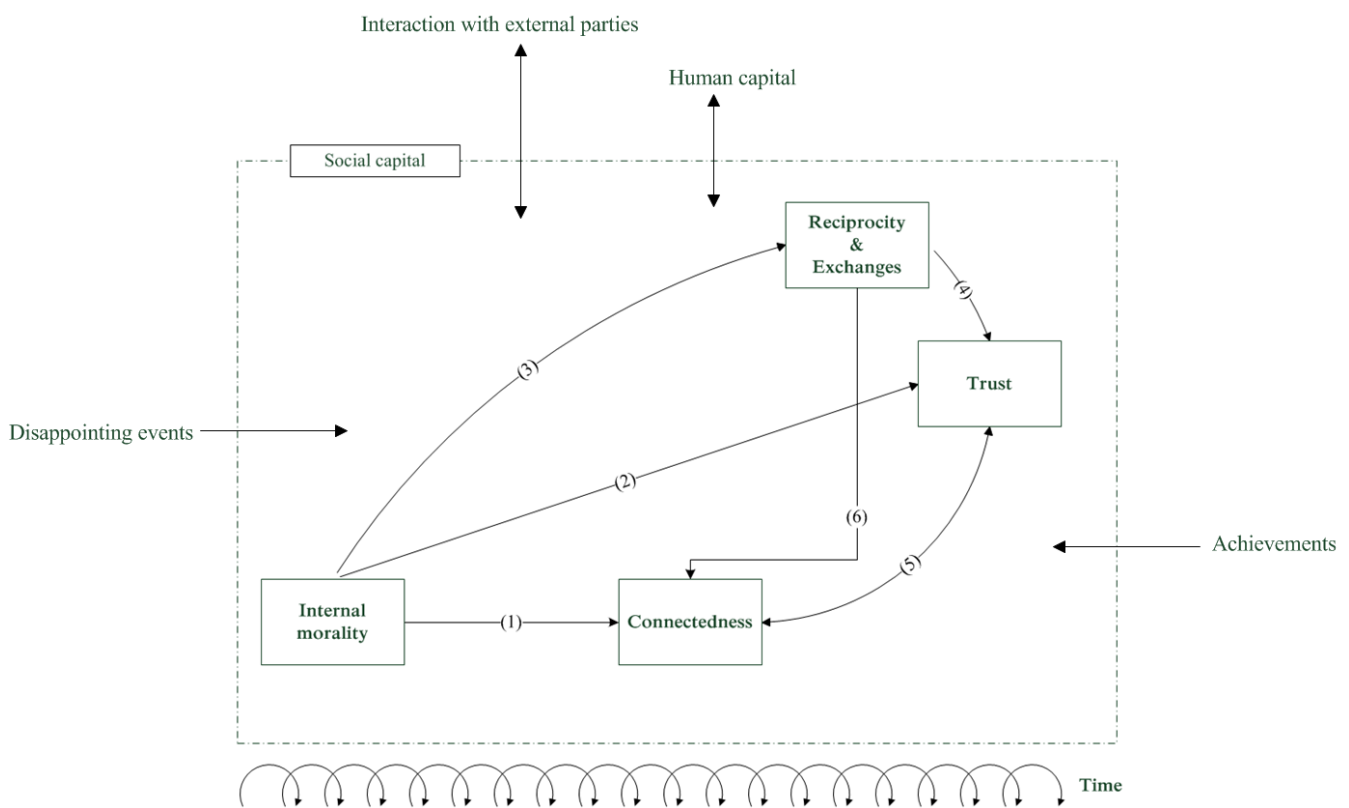 Interaction with external parties
Human capital
Social capital
Reciprocity
&
Exchanges
(4)
(3)
Trust
Disappointing events
(2)
(6)
Achievements
(5)
Internal
morality
(1)
Connectedness
Time